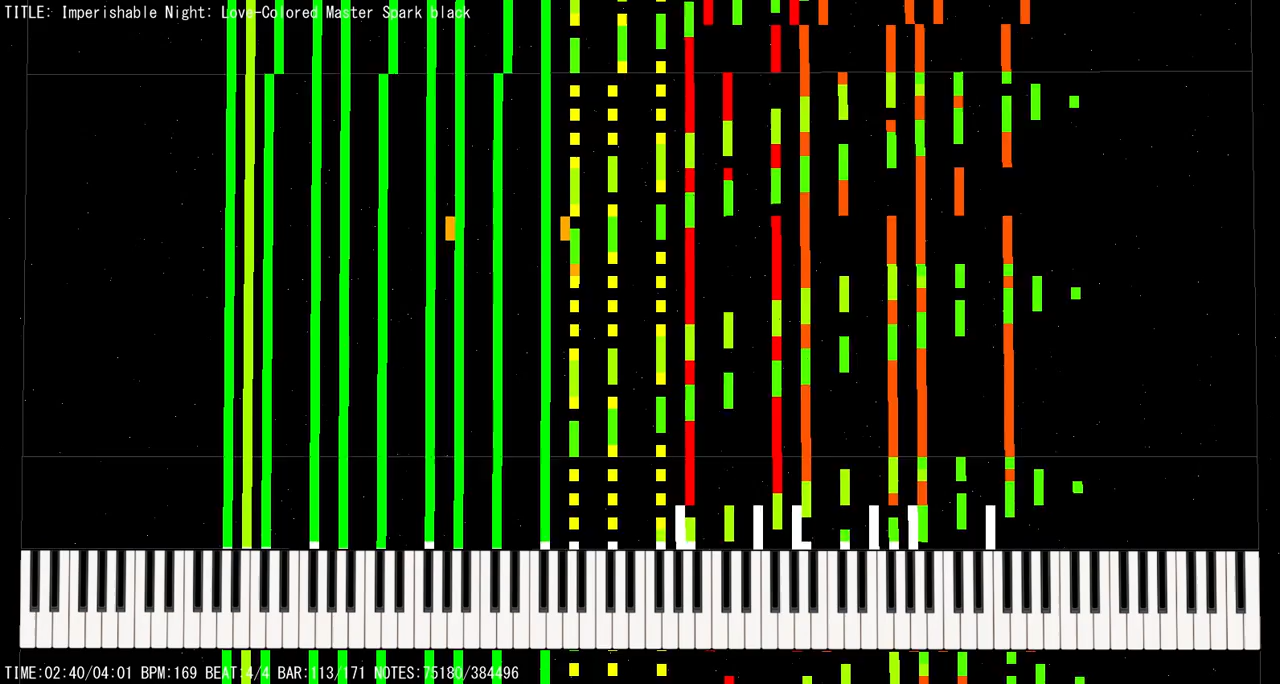 TITLE: Imperishable Night: Love-Colored Master Spark black
TIME:02:40/04:01 BPM:169 BEAT:4/4 BAR:113/171 NOTES:75180/384496